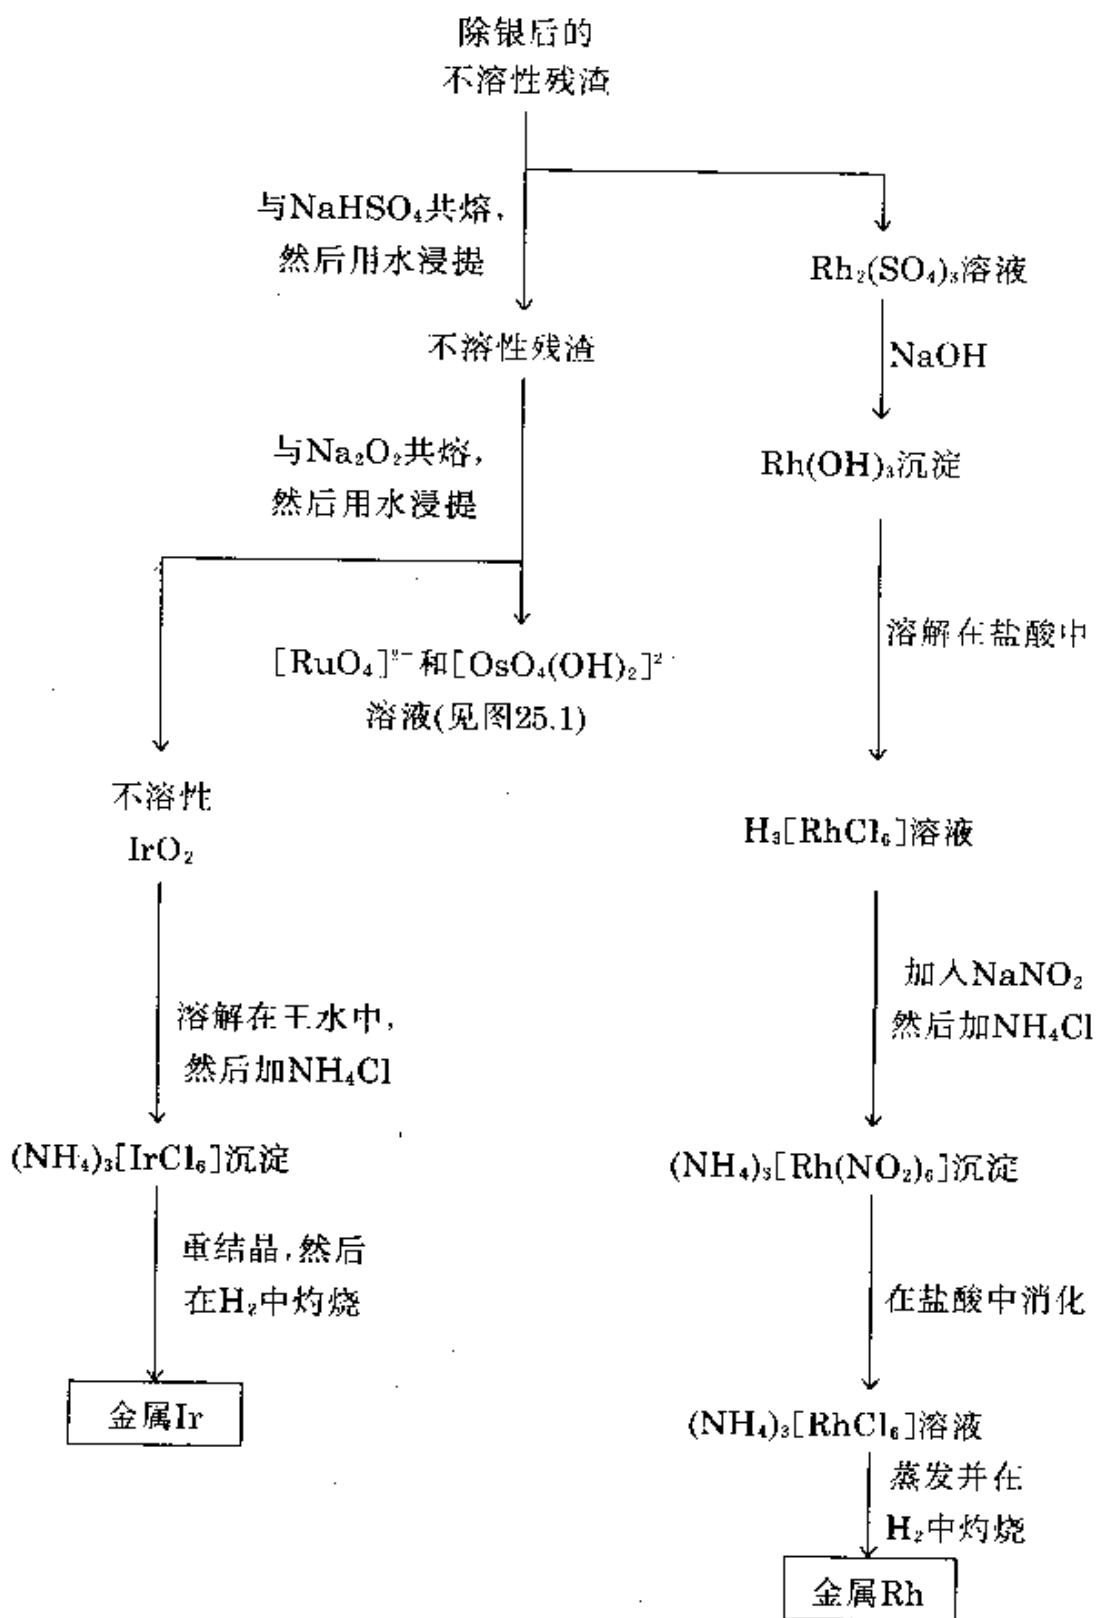 除银后的
不溶性残渣
与NaHSO₄共熔,
然后用水浸提
Rh₂(SO₄)₃溶液
不溶性残渣
NaOH
与Na₂O₂共熔,
然后用水浸提
Rh(OH)₃沉淀
溶解在盐酸中
[RuO₄]²⁻和[OsO₄(OH)₂]²⁻
溶液(见图25.1)
不溶性
IrO₂
H₃[RhCl₆]溶液
加入NaNO₂
然后加NH₄Cl
溶解在王水中,
然后加NH₄Cl
(NH₄)₃[IrCl₆]沉淀
(NH₄)₃[Rh(NO₂)₆]沉淀
重结晶,然后
在H₂中灼烧
在盐酸中消化
金属Ir
(NH₄)₃[RhCl₆]溶液
蒸发并在
H₂中灼烧
金属Rh